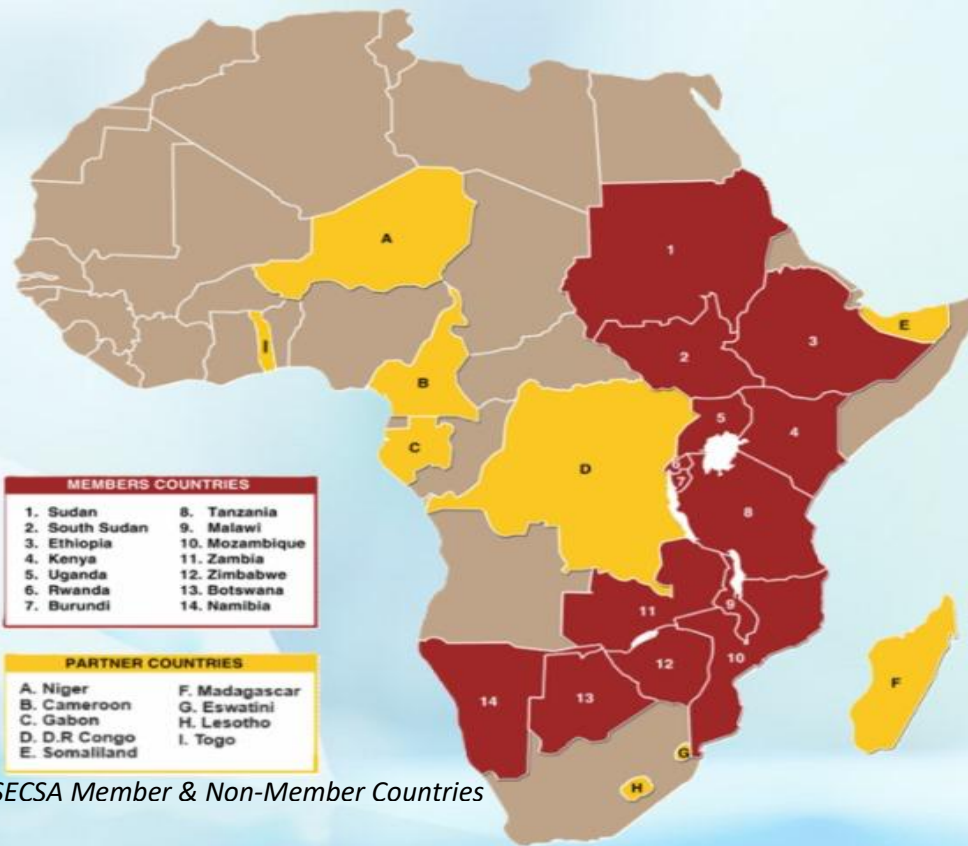 A
1
E
3
2
I
B
5
4
C
D
6
7
8
MEMBERS COUNTRIES
1. Sudan
2. South Sudan
3. Ethiopia
4. Kenya
5. Uganda
6. Rwanda
7. Burundi
8. Tanzania
9. Malawi
10. Mozambique
11. Zambia
12. Zimbabwe
13. Botswana
14. Namibia
9
11
10
12
F
14
13
PARTNER COUNTRIES
A. Niger
B. Cameroon
C. Gabon
D. D.R Congo
E. Somaliland
F. Madagascar
G. Eswatini
H. Lesotho
I. Togo
G
H
SECSA Member & Non-Member Countries